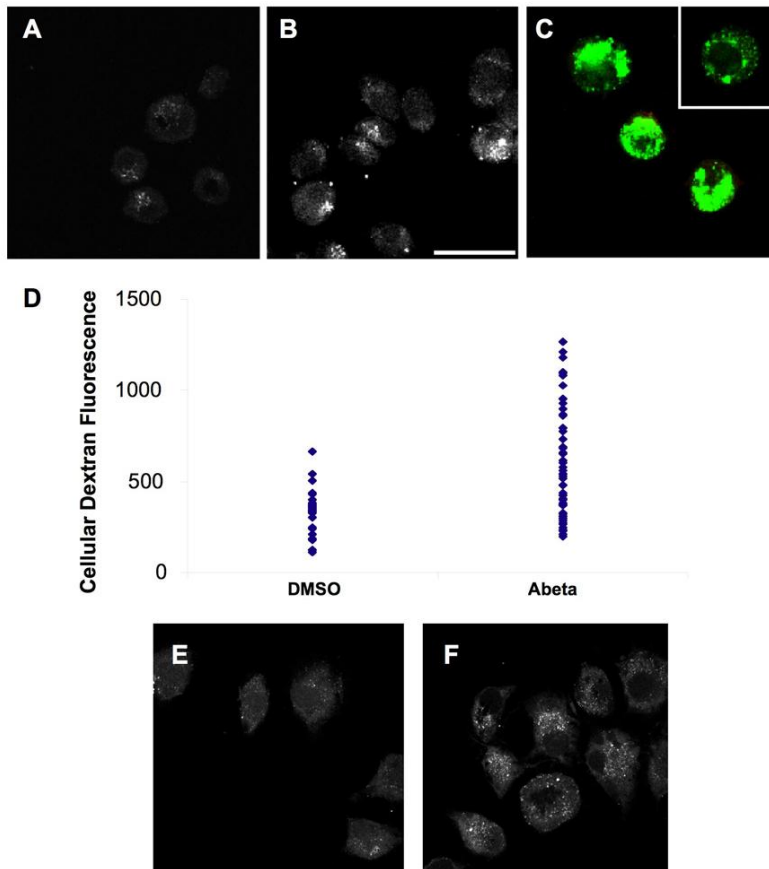 A
B
C
D
Cellular Dextran Fluorescence
1500
1000
500
0
DMSO
Abeta
E
F